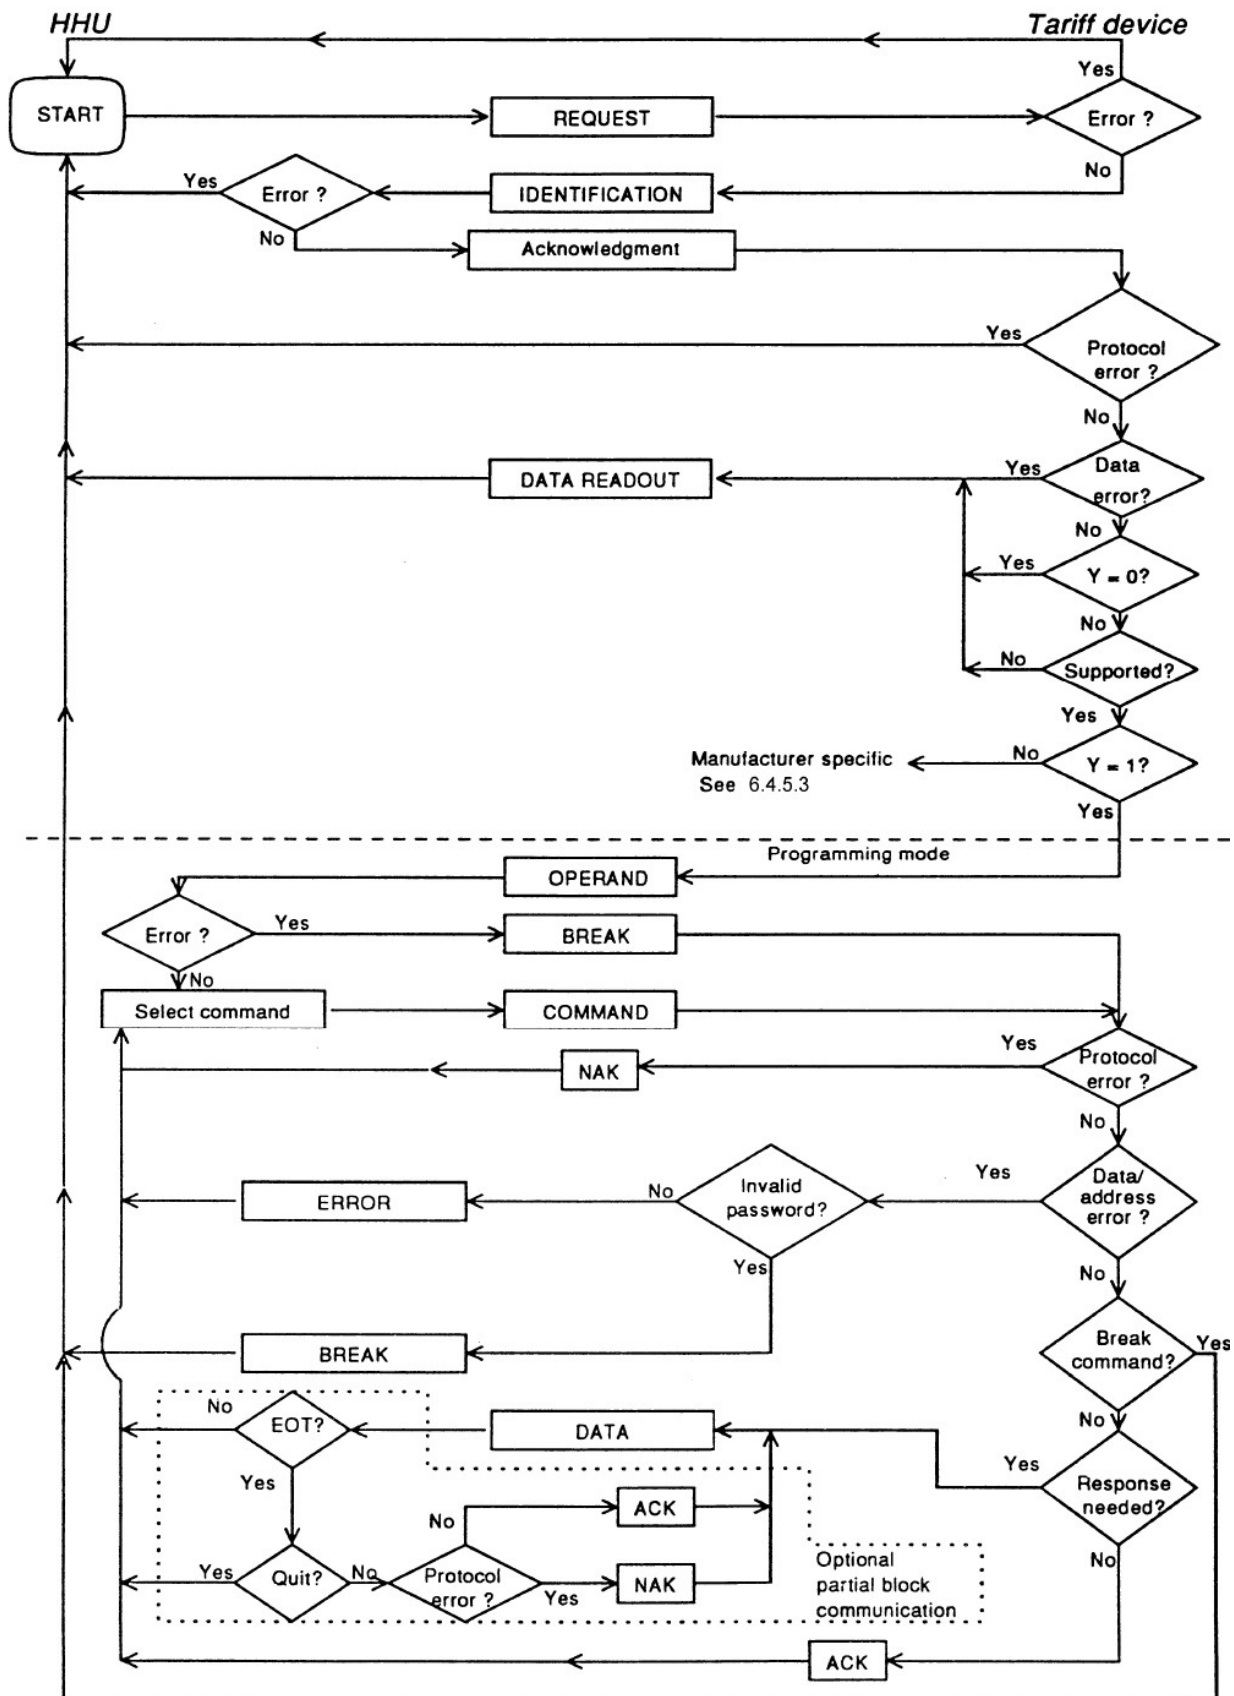 HHU
Tariff device
Yes
START
REQUEST
Error ?
No
Yes
Error ?
IDENTIFICATION
No
Acknowledgment
Yes
Protocol
error ?
No
DATA READOUT
Yes
Data
error?
No
Yes
Y = 0?
No
No
Supported?
Yes
Manufacturer specific
See 6.4.5.3
No
Y = 1?
Yes
Programming mode
OPERAND
Error ?
Yes
BREAK
No
Select command
COMMAND
Yes
NAK
Protocol
error ?
No
ERROR
No
Invalid
password?
Yes
Data/
address
error ?
Yes
No
BREAK
Break
command?
Yes
No
No
EOT?
DATA
Yes
Yes
Response
needed?
No
ACK
Yes
Quit?
No
Protocol
error ?
Yes
NAK
Optional
partial block
communication
No
ACK